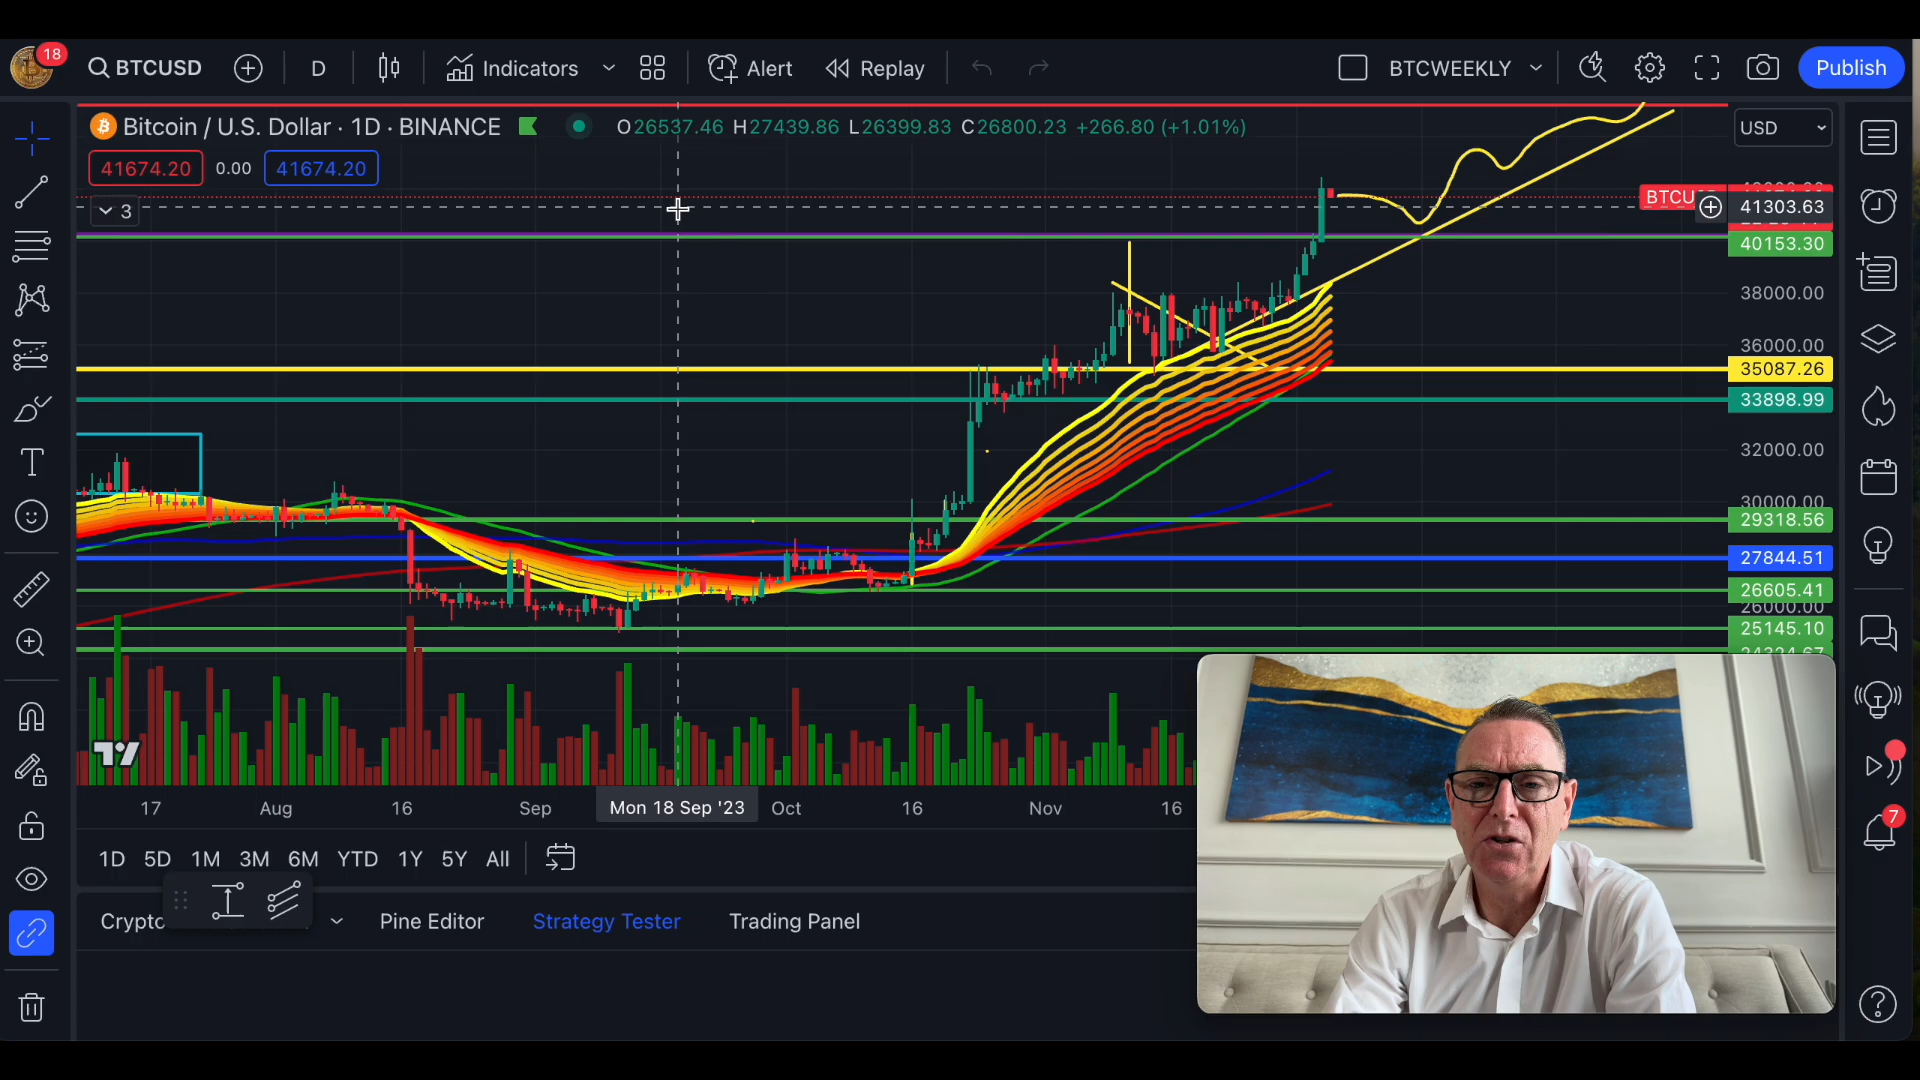 18
BTCUSD
D
Indicators
Alert
Replay
BTCWEEKLY
Publish
Bitcoin / U.S. Dollar · 1D · BINANCE
O26537.46 H27439.86 L26399.83 C26800.23 +266.80 (+1.01%)
USD
41674.20 0.00 41674.20
3
41303.63
40153.30
38000.00
36000.00
35087.26
33898.99
32000.00
30000.00
29318.56
27844.51
26605.41
26000.00
25145.10
17 Aug 16 Sep Mon 18 Sep '23 Oct 16 Nov 16
7
1D 5D 1M 3M 6M YTD 1Y 5Y All
Pine Editor Strategy Tester Trading Panel